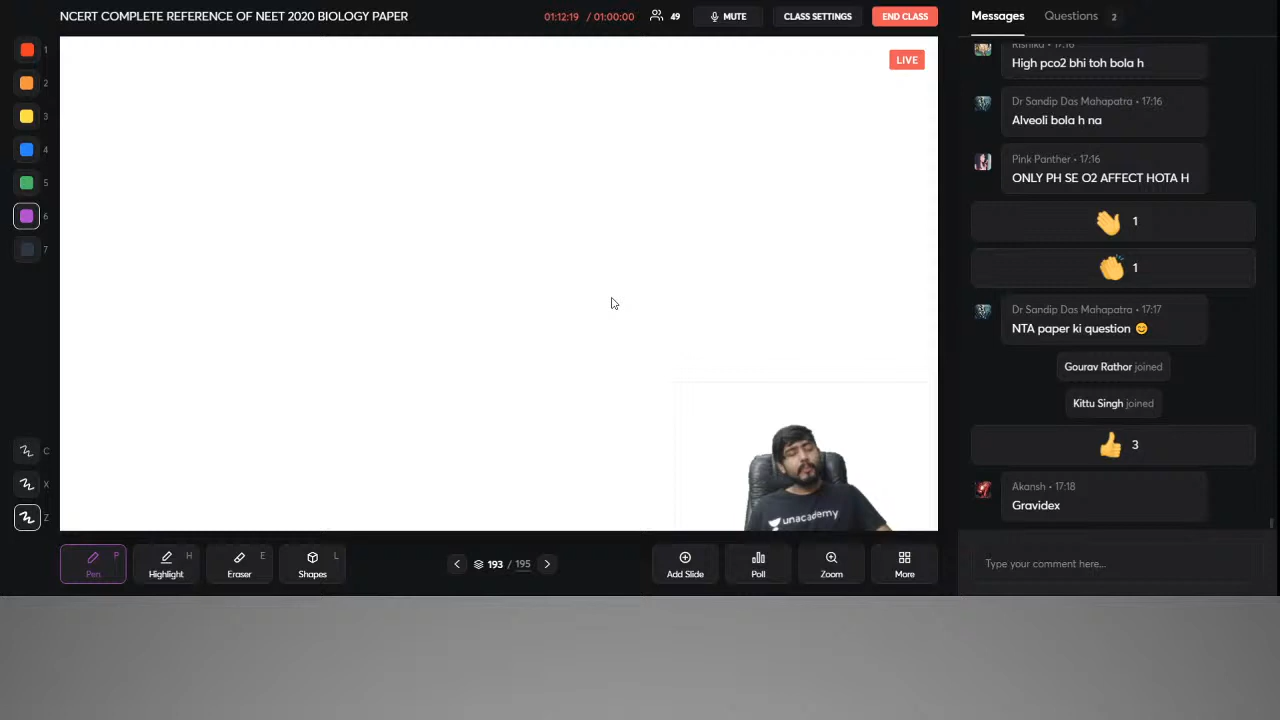 NCERT COMPLETE REFERENCE OF NEET 2020 BIOLOGY PAPER
01:12:19 / 01:00:00
49
MUTE
CLASS SETTINGS
END CLASS
LIVE
1
2
3
4
5
6
7
C
X
Z
unacademy
Pen P
Highlight H
Eraser E
Shapes L
193 / 195
Add Slide
Poll
Zoom
More
Messages
Questions 2
Rishika • 17:16
High pco2 bhi toh bola h
Dr Sandip Das Mahapatra • 17:16
Alveoli bola h na
Pink Panther • 17:16
ONLY PH SE O2 AFFECT HOTA H
1
1
Dr Sandip Das Mahapatra • 17:17
NTA paper ki question 😊
Gourav Rathor joined
Kittu Singh joined
3
Akansh • 17:18
Gravidex
Type your comment here...